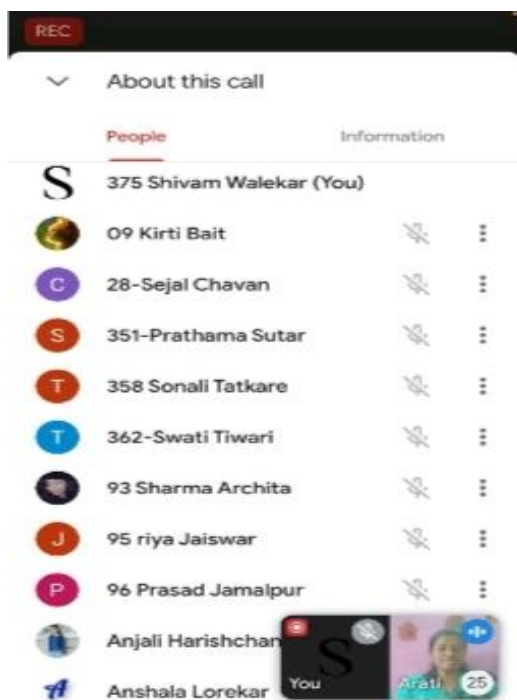 REC
About this call
People Information
S 375 Shivam Walekar (You)
09 Kirti Bait
C 28-Sejal Chavan
S 351-Prathama Sutar
T 358 Sonali Tatkare
T 362-Swati Tiwari
93 Sharma Archita
J 95 riya Jaiswar
P 96 Prasad Jamalpur
Anjali Harishchan
A Anshala Lorekar
S
You Arati 25